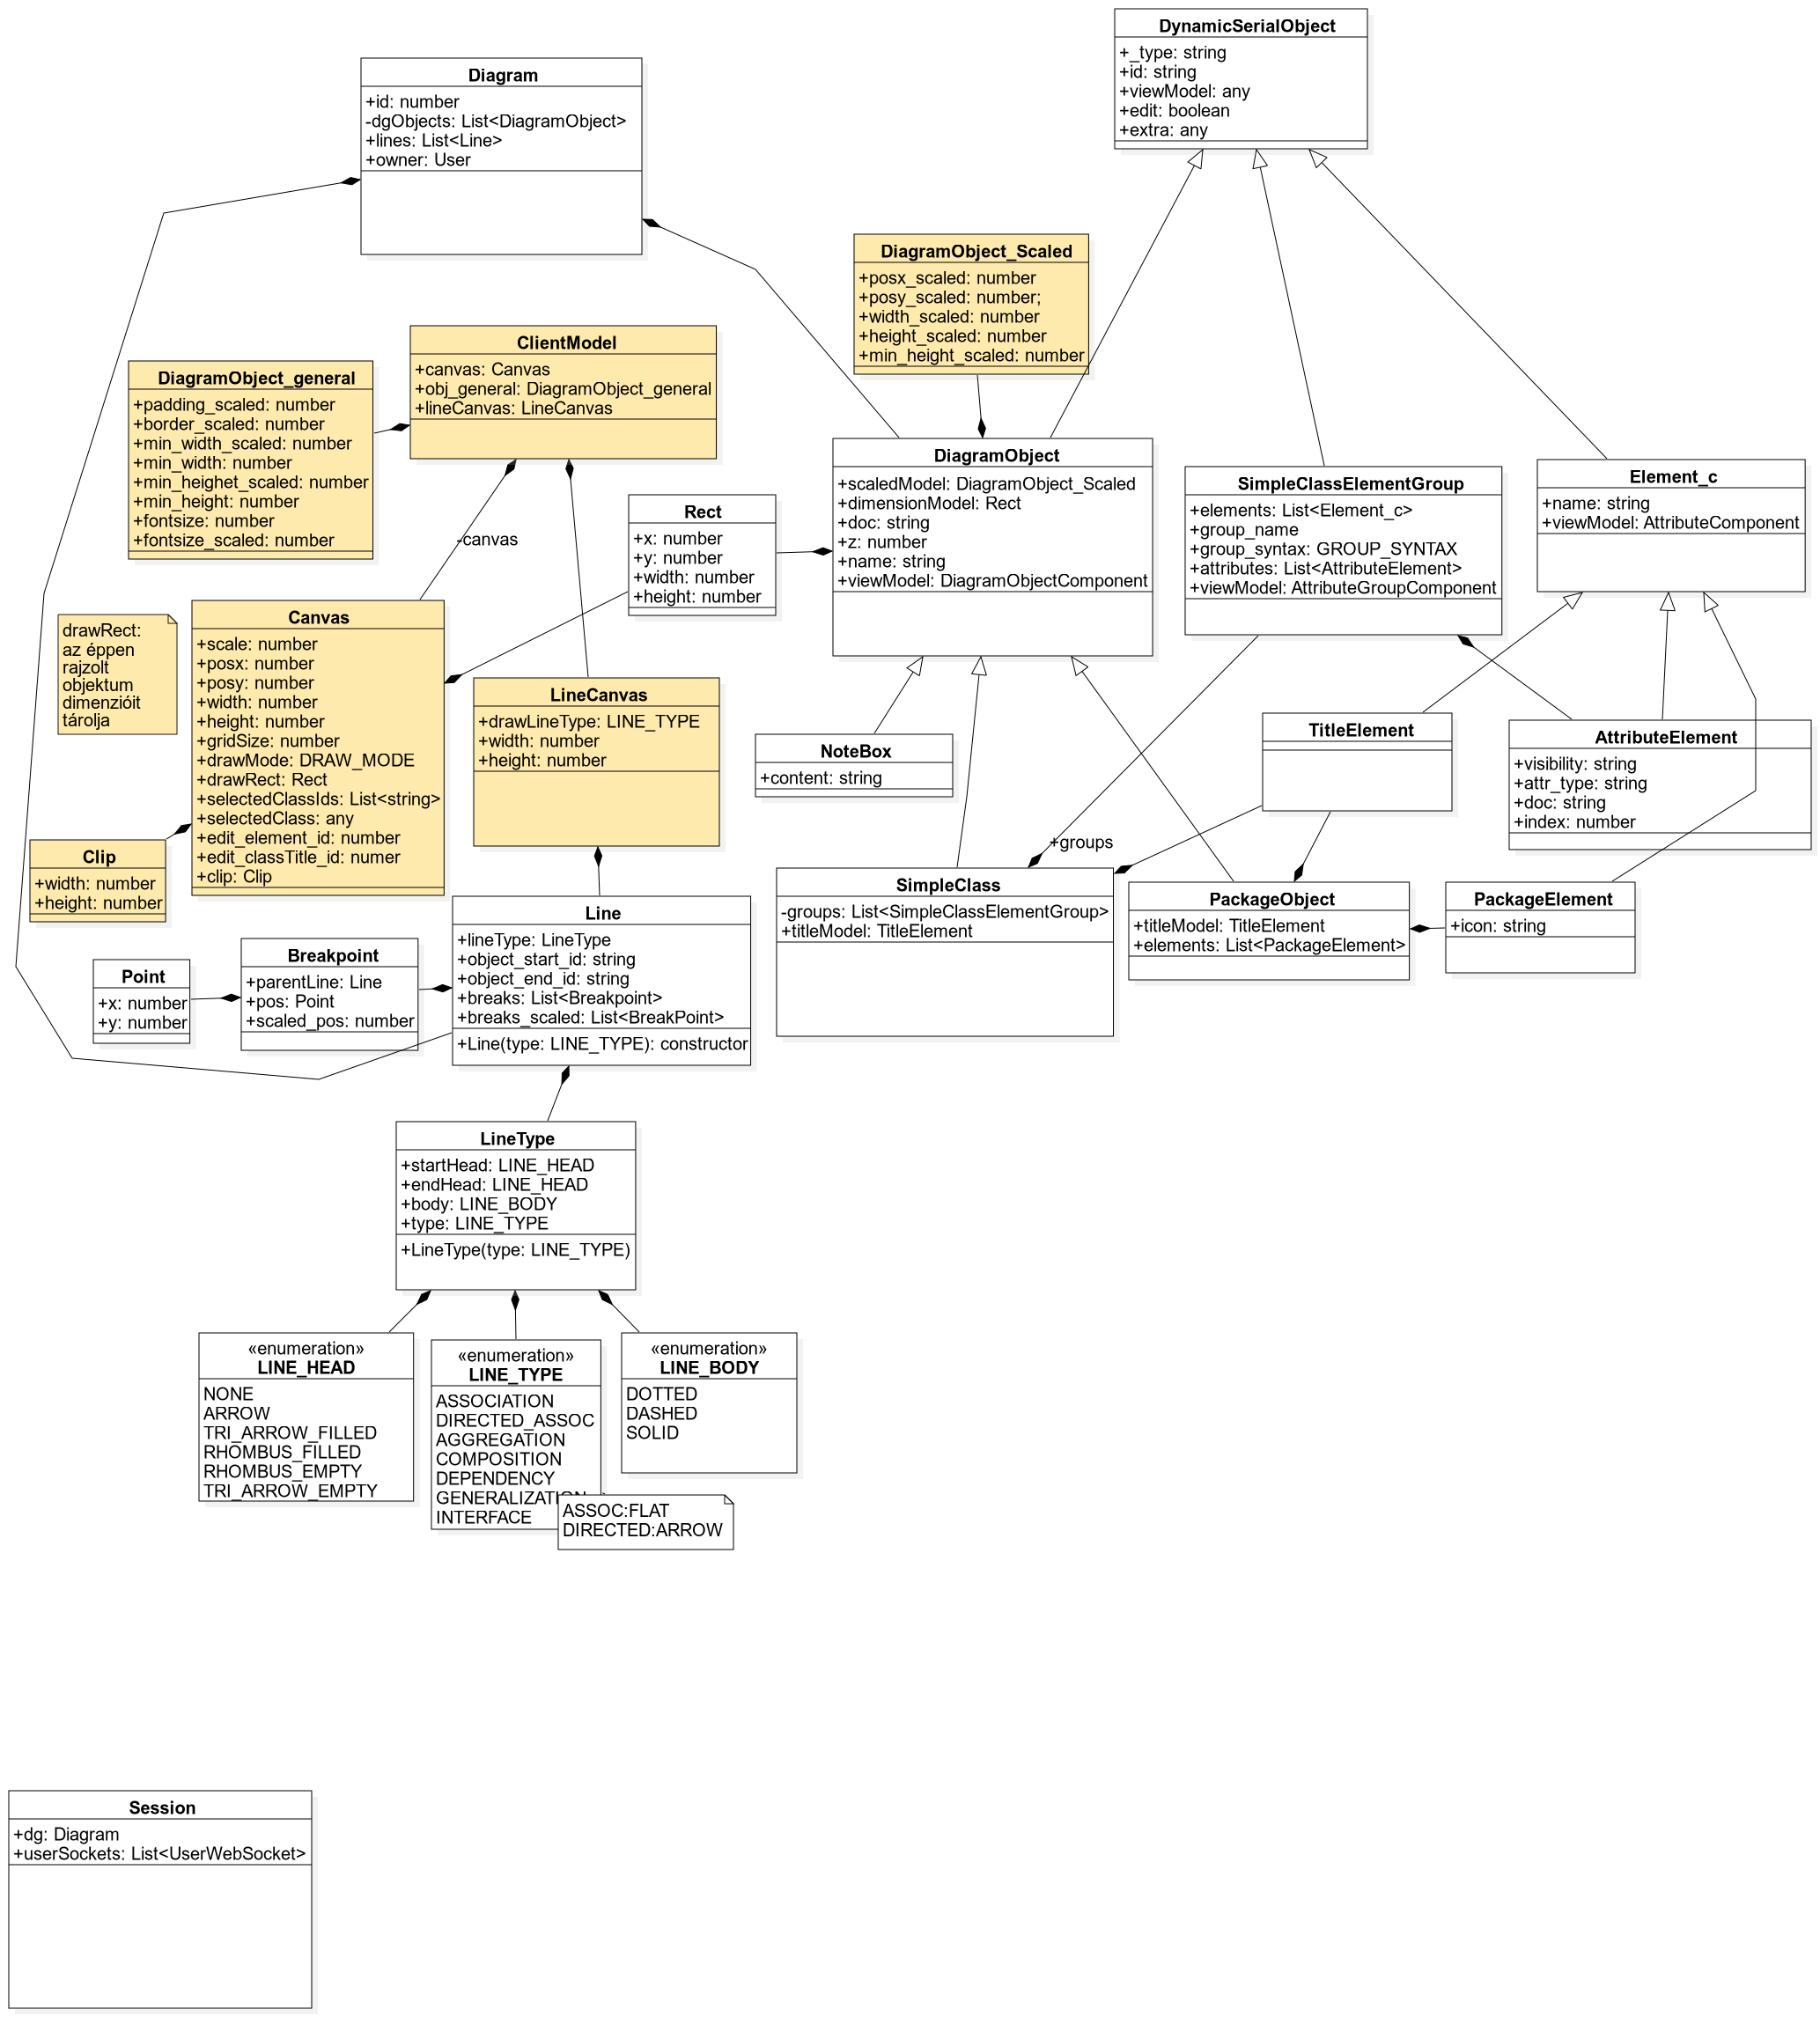 DynamicSerialObject
+_type: string
+id: string
+viewModel: any
+edit: boolean
+extra: any
Diagram
+id: number
-dgObjects: List<DiagramObject>
+lines: List<Line>
+owner: User
DiagramObject_Scaled
+posx_scaled: number
+posy_scaled: number;
+width_scaled: number
+height_scaled: number
+min_height_scaled: number
ClientModel
+canvas: Canvas
+obj_general: DiagramObject_general
+lineCanvas: LineCanvas
DiagramObject_general
+padding_scaled: number
+border_scaled: number
+min_width_scaled: number
+min_width: number
+min_heighet_scaled: number
+min_height: number
+fontsize: number
+fontsize_scaled: number
DiagramObject
+scaledModel: DiagramObject_Scaled
+dimensionModel: Rect
+doc: string
+z: number
+name: string
+viewModel: DiagramObjectComponent
SimpleClassElementGroup
+elements: List<Element_c>
+group_name
+group_syntax: GROUP_SYNTAX
+attributes: List<AttributeElement>
+viewModel: AttributeGroupComponent
Element_c
+name: string
+viewModel: AttributeComponent
Rect
+x: number
+y: number
+width: number
+height: number
-canvas
Canvas
+scale: number
+posx: number
+posy: number
+width: number
+height: number
+gridSize: number
+drawMode: DRAW_MODE
+drawRect: Rect
+selectedClassIds: List<string>
+selectedClass: any
+edit_element_id: number
+edit_classTitle_id: numer
+clip: Clip
drawRect:
az éppen
rajzolt
objektum
dimenzióit
tárolja
LineCanvas
+drawLineType: LINE_TYPE
+width: number
+height: number
NoteBox
+content: string
TitleElement
AttributeElement
+visibility: string
+attr_type: string
+doc: string
+index: number
Clip
+width: number
+height: number
+groups
SimpleClass
-groups: List<SimpleClassElementGroup>
+titleModel: TitleElement
PackageObject
+titleModel: TitleElement
+elements: List<PackageElement>
PackageElement
+icon: string
Line
+lineType: LineType
+object_start_id: string
+object_end_id: string
+breaks: List<Breakpoint>
+breaks_scaled: List<BreakPoint>
+Line(type: LINE_TYPE): constructor
Breakpoint
+parentLine: Line
+pos: Point
+scaled_pos: number
Point
+x: number
+y: number
LineType
+startHead: LINE_HEAD
+endHead: LINE_HEAD
+body: LINE_BODY
+type: LINE_TYPE
+LineType(type: LINE_TYPE)
«enumeration»
LINE_HEAD
NONE
ARROW
TRI_ARROW_FILLED
RHOMBUS_FILLED
RHOMBUS_EMPTY
TRI_ARROW_EMPTY
«enumeration»
LINE_TYPE
ASSOCIATION
DIRECTED_ASSOC
AGGREGATION
COMPOSITION
DEPENDENCY
GENERALIZATION
INTERFACE
«enumeration»
LINE_BODY
DOTTED
DASHED
SOLID
ASSOC:FLAT
DIRECTED:ARROW
Session
+dg: Diagram
+userSockets: List<UserWebSocket>